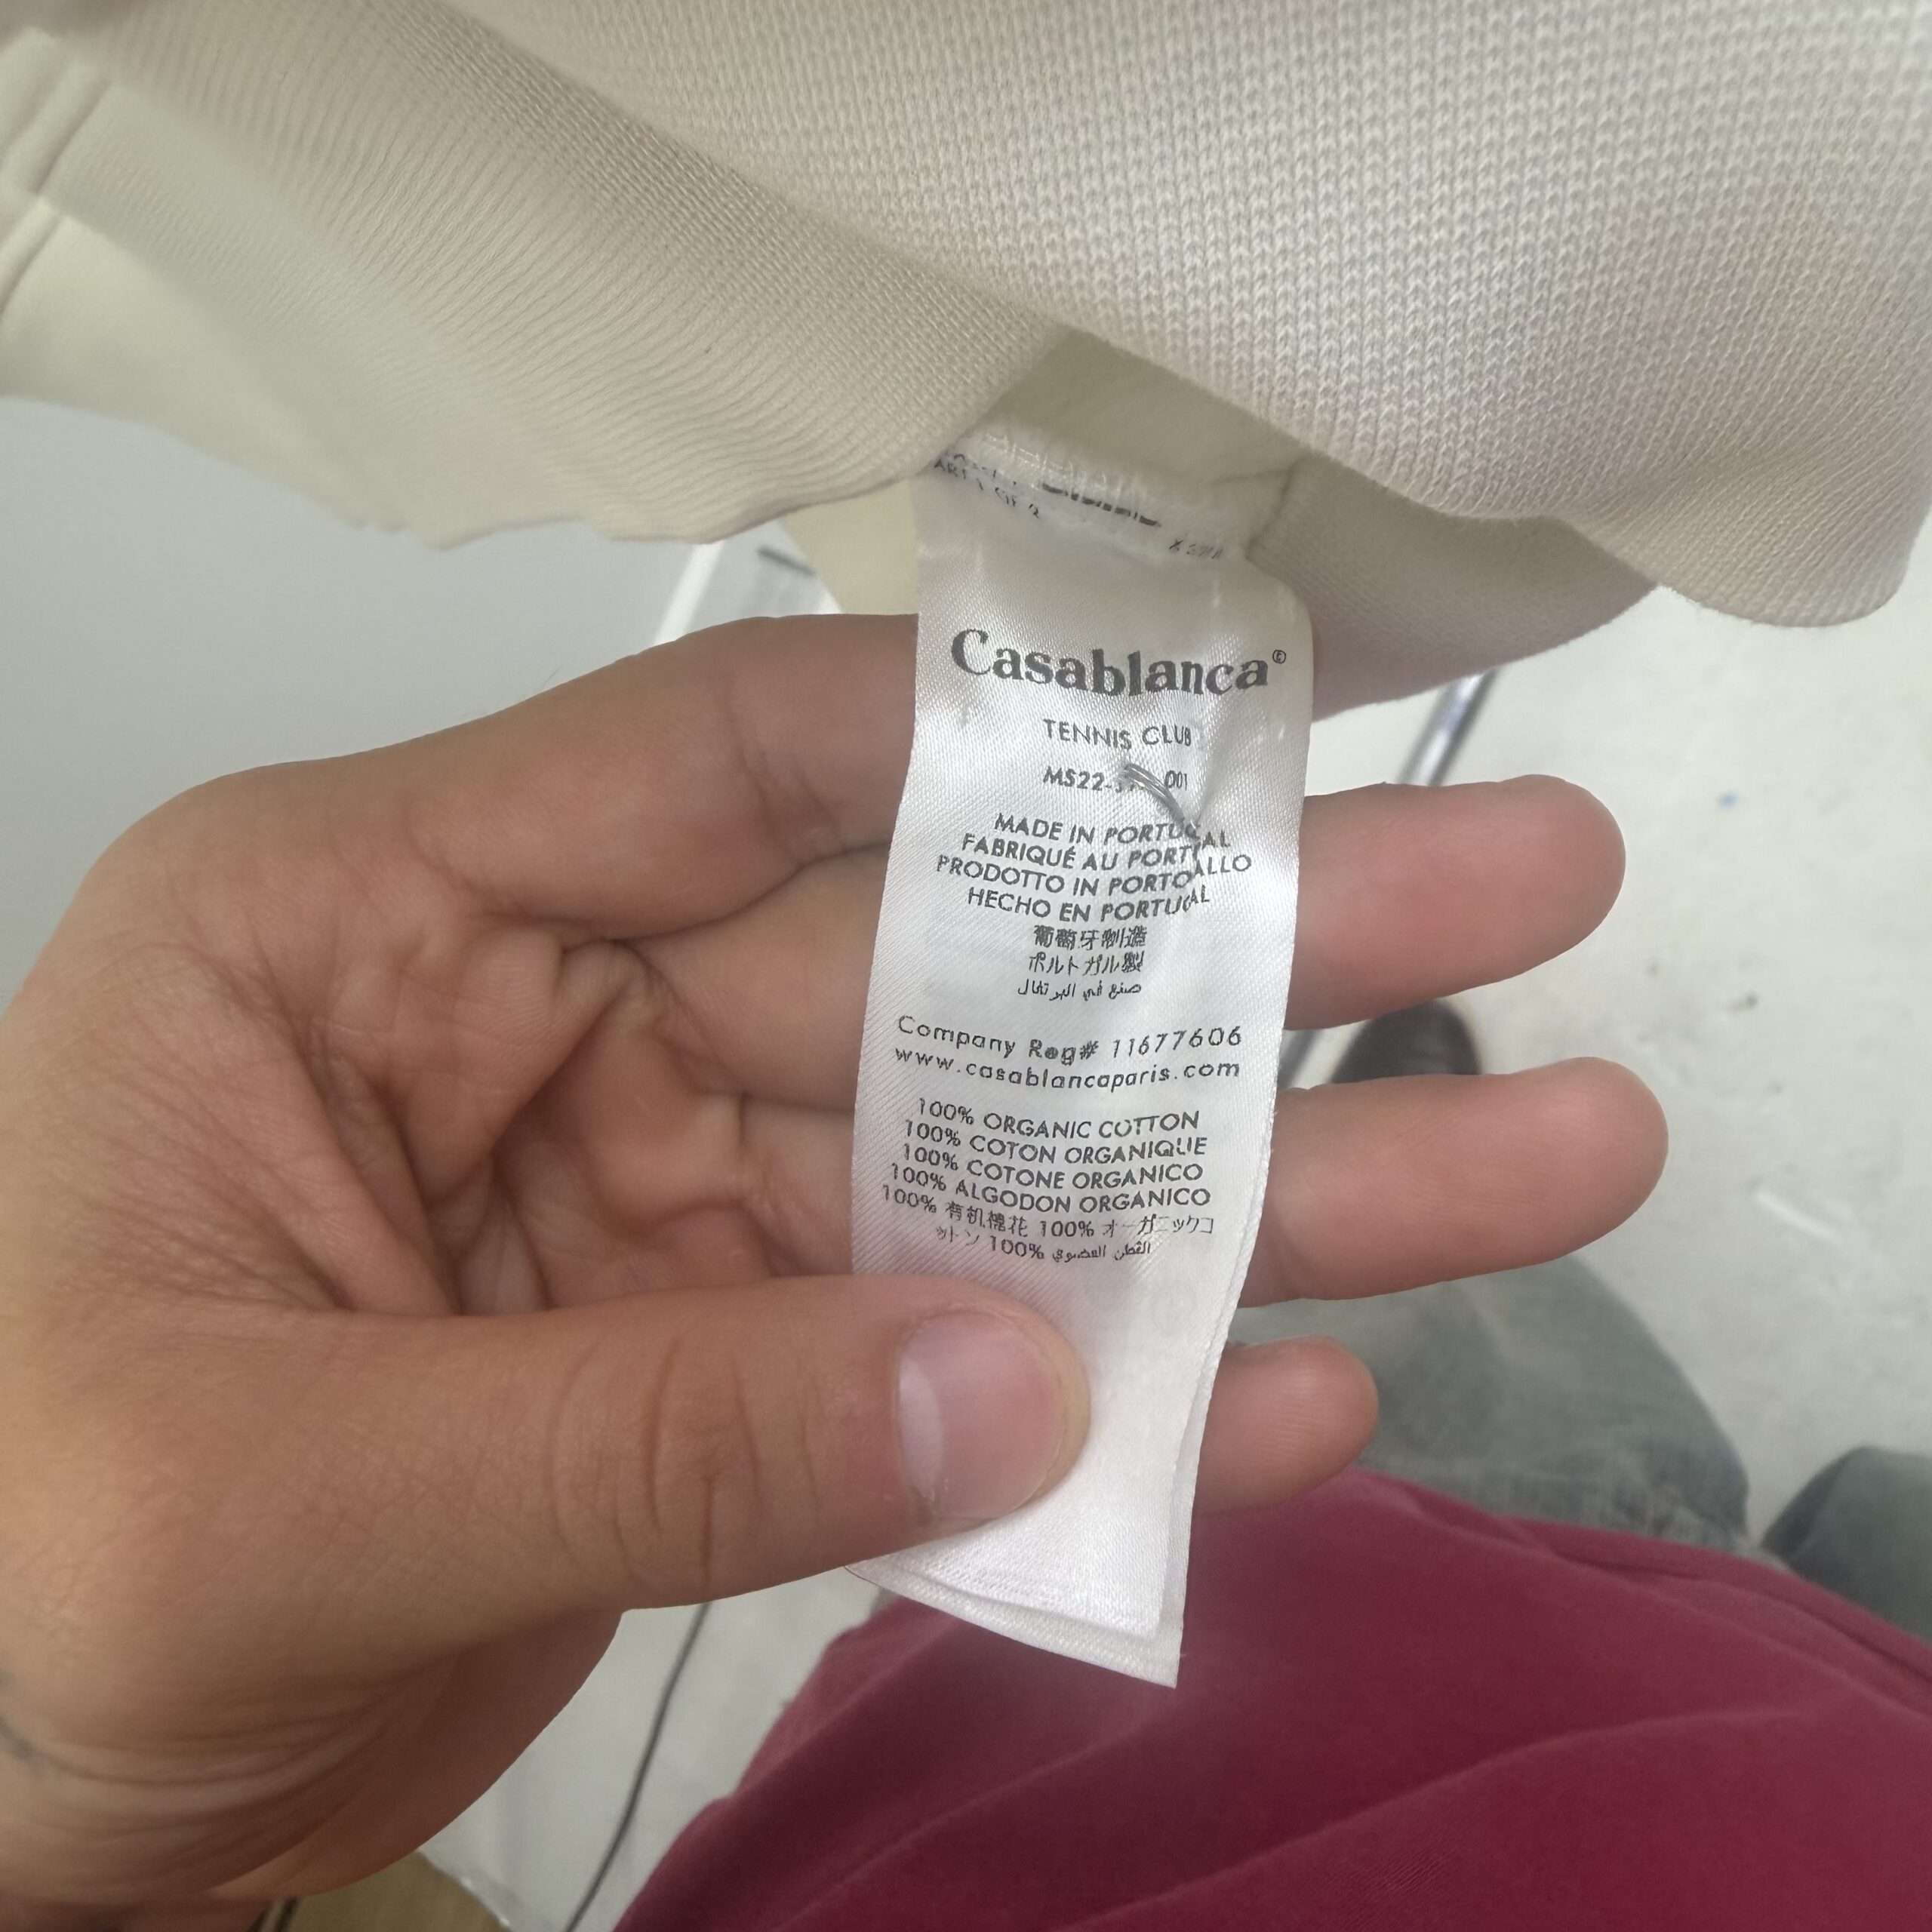 Casablanca©
TENNIS CLUB
MADE IN PORTUGAL
FABRIQUÉ AU PORTUGAL
PRODOTTO IN PORTOGALLO
HECHO EN PORTUGAL
葡萄牙制造
ポルトガル製
صنع في البرتغال
Company Reg# 11677606
www.casablancaparis.com
100% ORGANIC COTTON
100% COTON ORGANIQUE
100% COTONE ORGANICO
100% ALGODON ORGANICO
100% 有机棉花 100% オーガニックコ
ットン 100% القطن العضوي